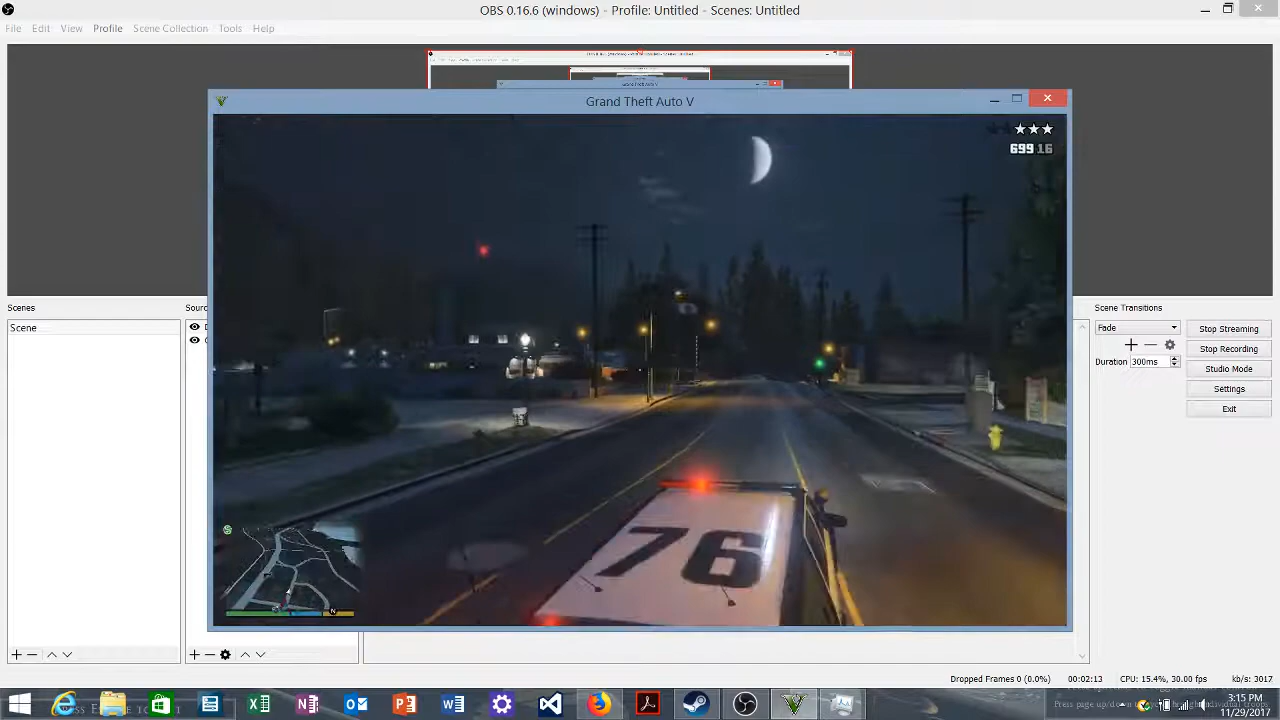 OBS 0.16.6 (windows) - Profile: Untitled - Scenes: Untitled
File Edit View Profile Scene Collection Tools Help
Grand Theft Auto V
699 16
76
N
Scenes
Scene
Sourc
Scene Transitions
Fade
Duration 300ms
Stop Streaming
Stop Recording
Studio Mode
Settings
Exit
Dropped Frames 0 (0.0%) 00:02:13 CPU: 15.4%, 30.00 fps kb/s: 3017
3:15 PM
11/29/2017